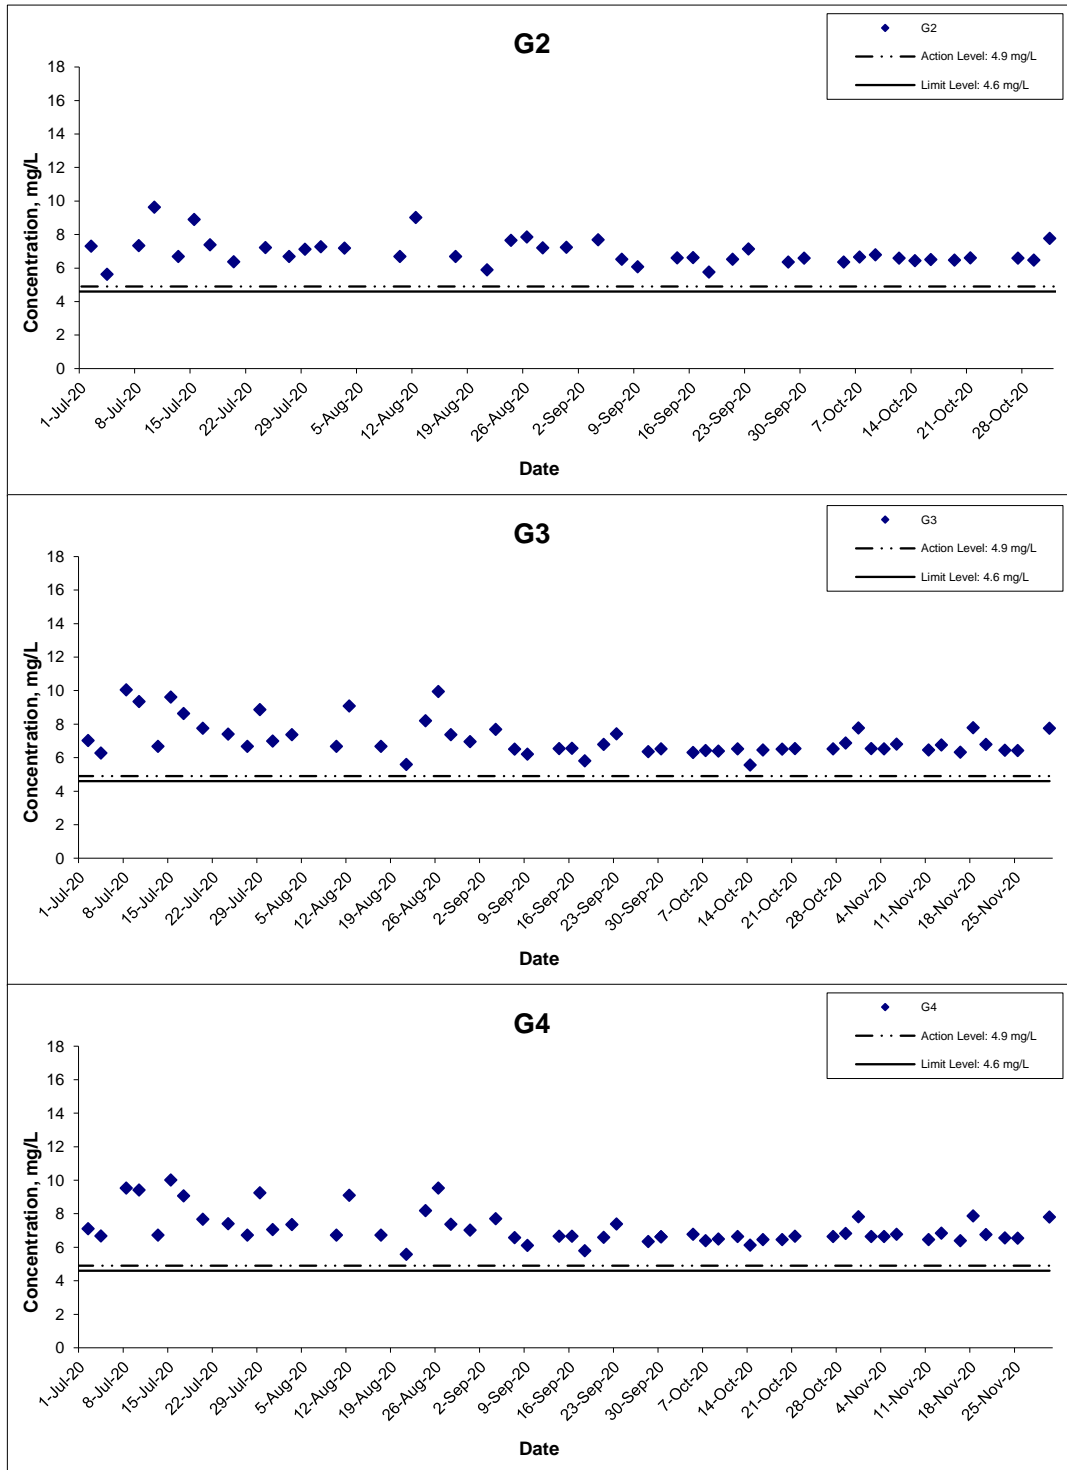 G2
G2
Action Level: 4.9 mg/L
Limit Level: 4.6 mg/L
Concentration, mg/L
18
16
14
12
10
8
6
4
2
0
1-Jul-20
8-Jul-20
15-Jul-20
22-Jul-20
29-Jul-20
5-Aug-20
12-Aug-20
19-Aug-20
26-Aug-20
2-Sep-20
9-Sep-20
16-Sep-20
23-Sep-20
30-Sep-20
7-Oct-20
14-Oct-20
21-Oct-20
28-Oct-20
Date
G3
G3
Action Level: 4.9 mg/L
Limit Level: 4.6 mg/L
Concentration, mg/L
18
16
14
12
10
8
6
4
2
0
1-Jul-20
8-Jul-20
15-Jul-20
22-Jul-20
29-Jul-20
5-Aug-20
12-Aug-20
19-Aug-20
26-Aug-20
2-Sep-20
9-Sep-20
16-Sep-20
23-Sep-20
30-Sep-20
7-Oct-20
14-Oct-20
21-Oct-20
28-Oct-20
4-Nov-20
11-Nov-20
18-Nov-20
25-Nov-20
Date
G4
G4
Action Level: 4.9 mg/L
Limit Level: 4.6 mg/L
Concentration, mg/L
18
16
14
12
10
8
6
4
2
0
1-Jul-20
8-Jul-20
15-Jul-20
22-Jul-20
29-Jul-20
5-Aug-20
12-Aug-20
19-Aug-20
26-Aug-20
2-Sep-20
9-Sep-20
16-Sep-20
23-Sep-20
30-Sep-20
7-Oct-20
14-Oct-20
21-Oct-20
28-Oct-20
4-Nov-20
11-Nov-20
18-Nov-20
25-Nov-20
Date